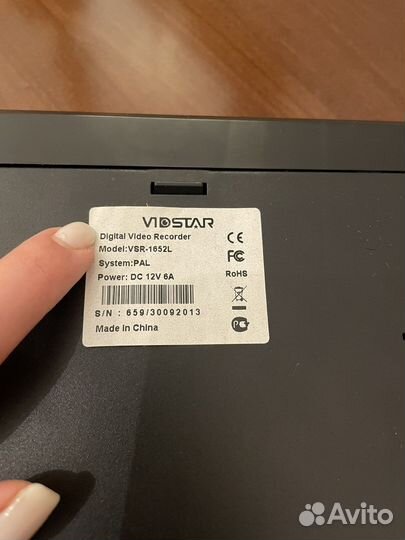 VIDSTAR
Digital Video Recorder
Model:VSR-1652L
System:PAL
Power: DC 12V 6A
CE
RoHS
S/N : 659/30092013
Made in China
Avito